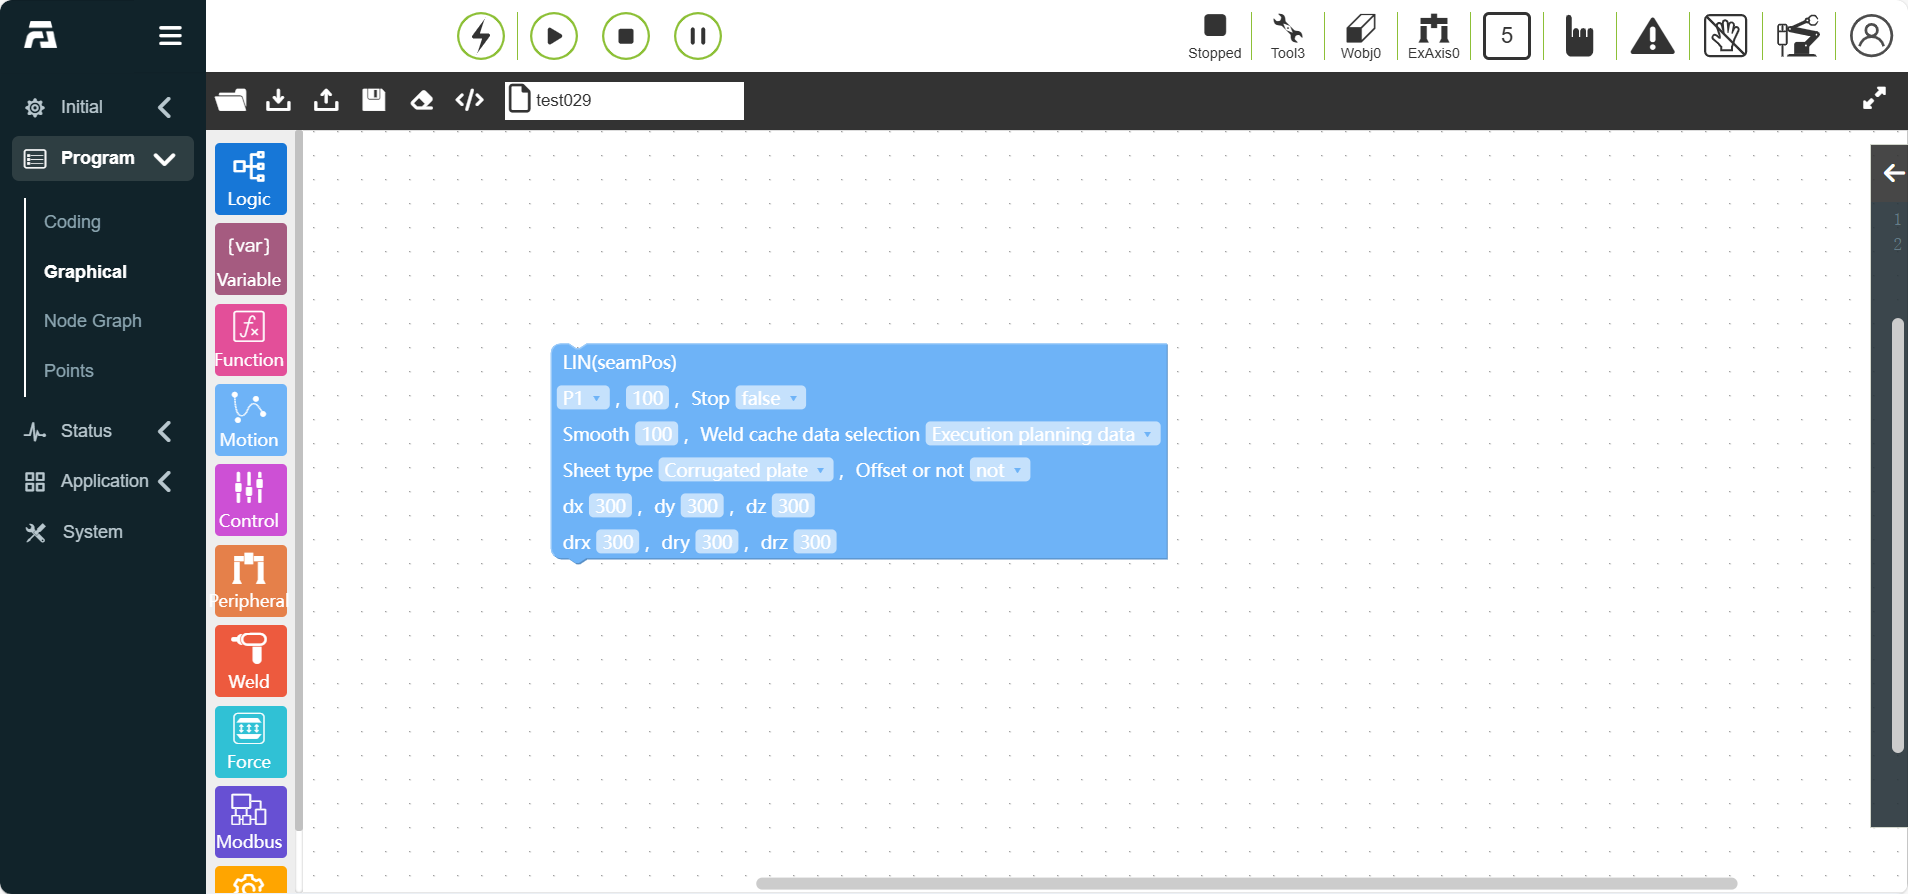 Stopped
Tool3
Wobj0
ExAxis0
5
test029
Initial
Program
Coding
Graphical
Node Graph
Points
Status
Application
System
Logic
{var}
Variable
fx
Function
Motion
Control
Peripheral
Weld
Force
Modbus
LIN(seamPos)
P1 , 100 , Stop false
Smooth 100 , Weld cache data selection Execution planning data
Sheet type Corrugated plate , Offset or not not
dx 300 , dy 300 , dz 300
drx 300 , dry 300 , drz 300
1
2